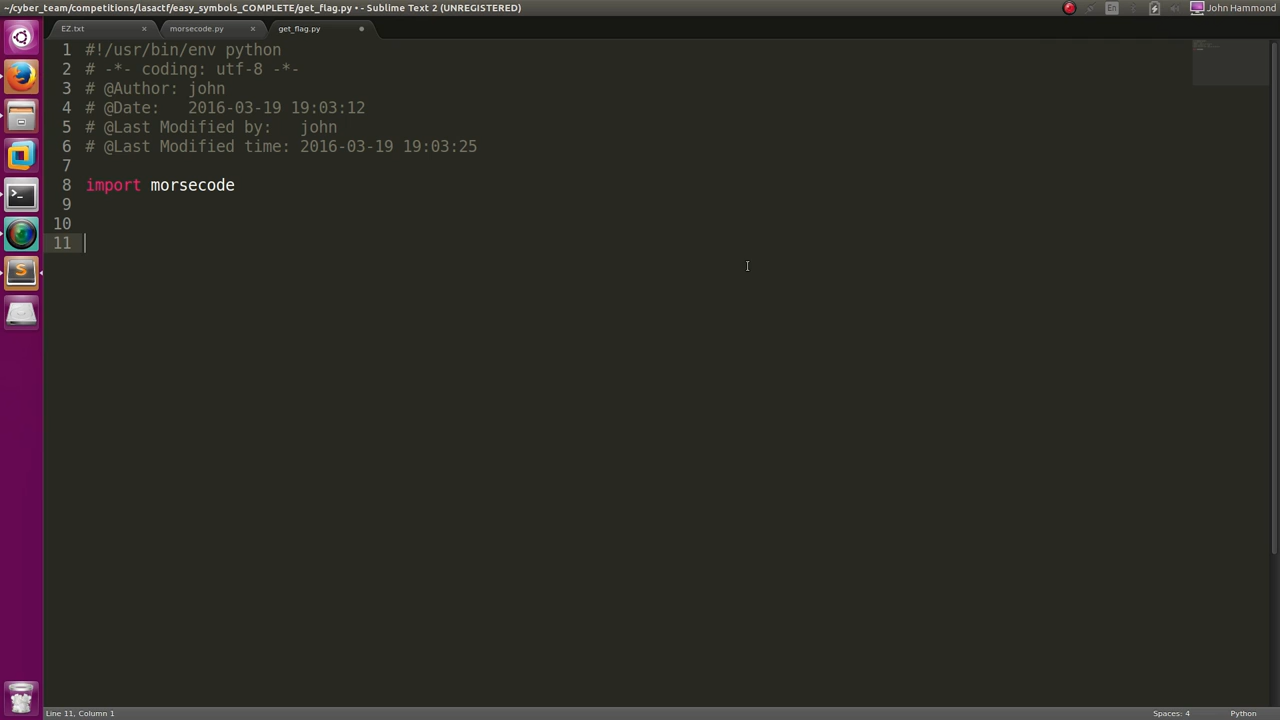 ~/cyber_team/competitions/lasactf/easy_symbols_COMPLETE/get_flag.py • - Sublime Text 2 (UNREGISTERED)
En
John Hammond
EZ.txt × morsecode.py × get_flag.py •
1 #!/usr/bin/env python
2 # -*- coding: utf-8 -*-
3 # @Author: john
4 # @Date:   2016-03-19 19:03:12
5 # @Last Modified by:   john
6 # @Last Modified time: 2016-03-19 19:03:25
7
8 import morsecode
9
10
11
Line 11, Column 1
Spaces: 4
Python